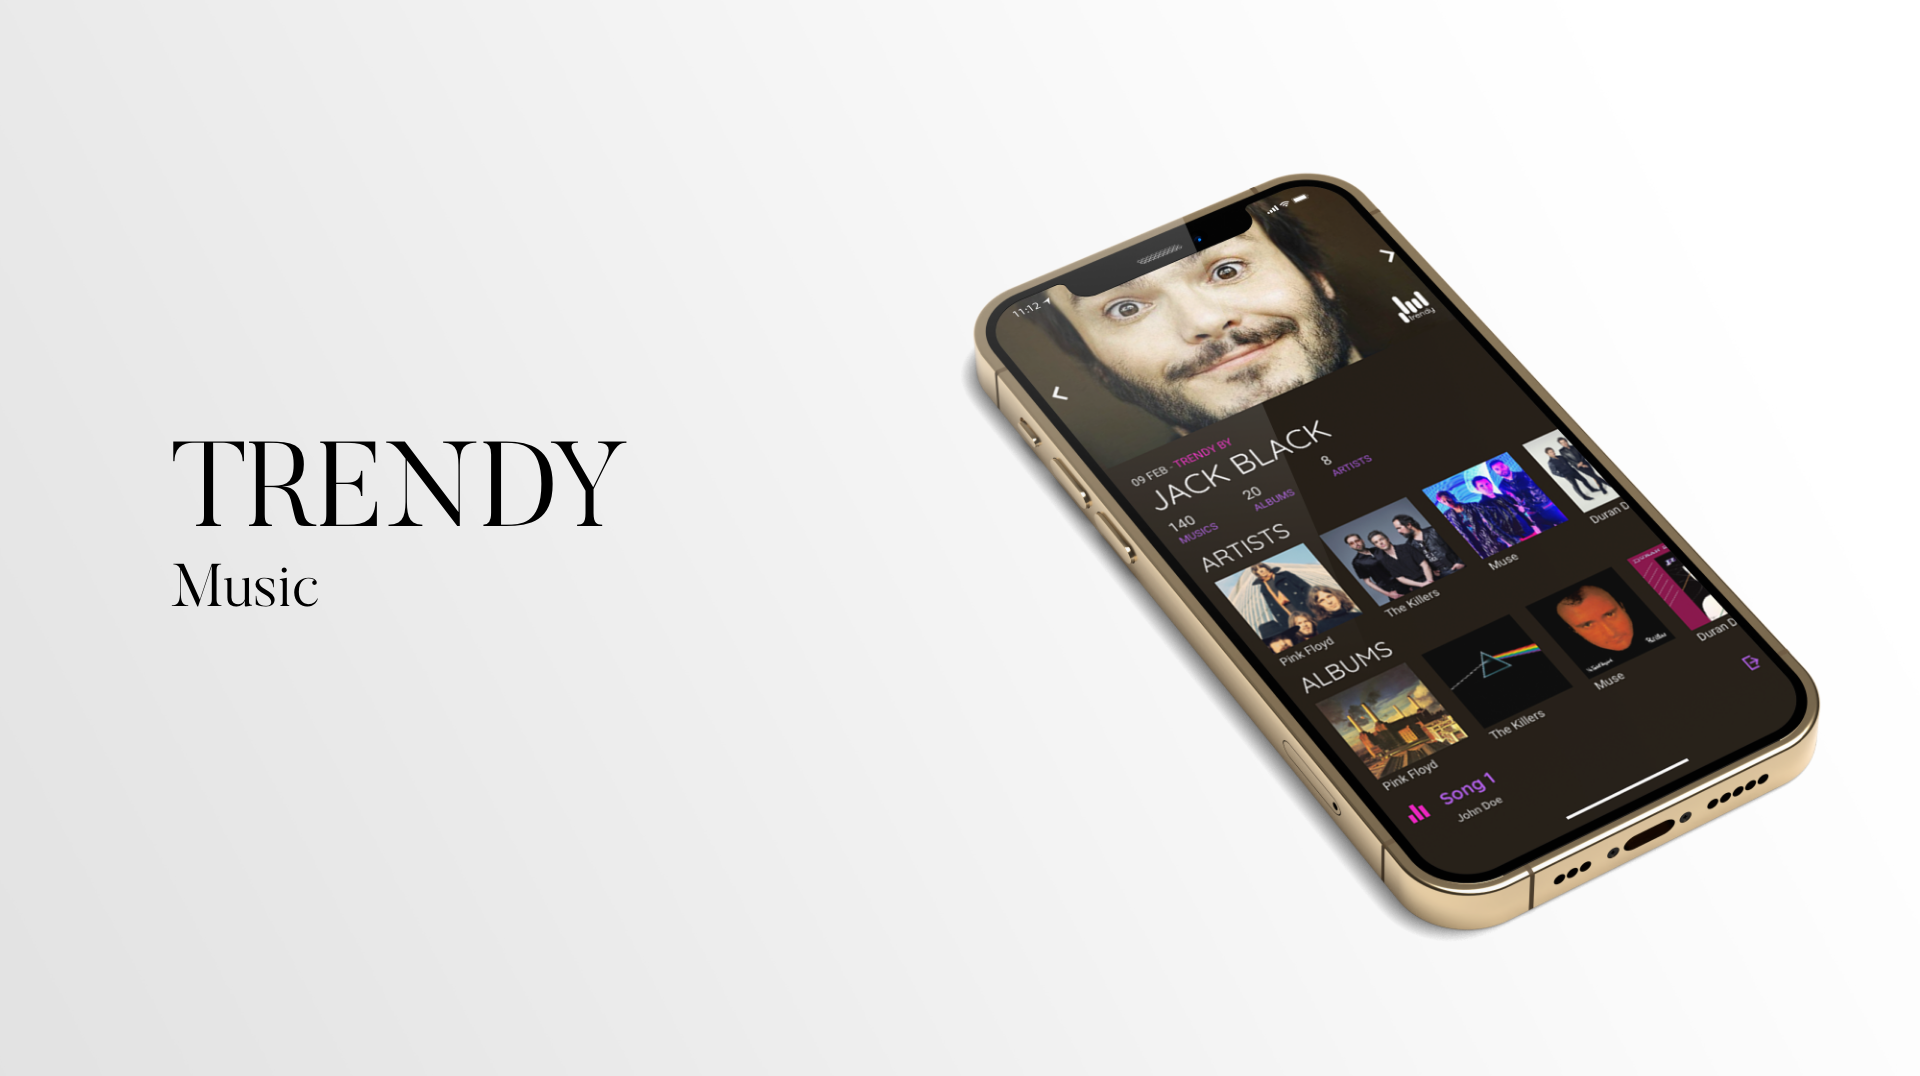 TRENDY
Music
11:12
trendy
09 FEB - TRENDY BY
JACK BLACK
140
MUSICS
20
ALBUMS
8
ARTISTS
ARTISTS
Pink Floyd
The Killers
Muse
Duran D
ALBUMS
Pink Floyd
The Killers
Muse
Duran D
Song 1
John Doe